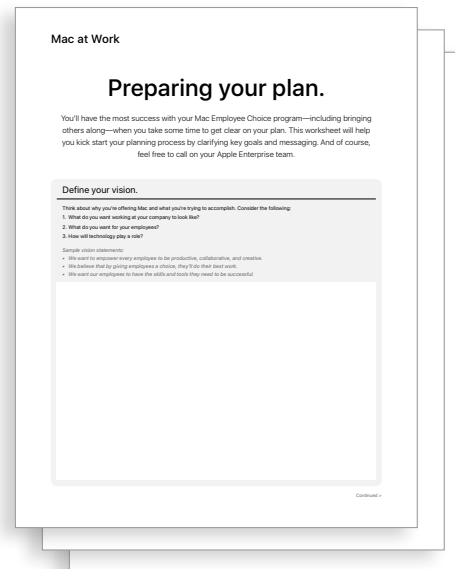 Mac at Work
Preparing your plan.
You'll have the most success with your Mac Employee Choice program—including bringing
others along—when you take some time to get clear on your plan. This worksheet will help
you kick start your planning process by clarifying key goals and messaging. And of course,
feel free to call on your Apple Enterprise team.
Define your vision.
Think about why you're offering Mac and what you're trying to accomplish. Consider the following:
1. What do you want working at your company to look like?
2. What do you want for your employees?
3. How will technology play a role?
Sample vision statements:
• We want to empower every employee to be productive, collaborative, and creative.
• We believe that by giving employees a choice, they'll do their best work.
• We want our employees to have the skills and tools they need to be successful.
Continued >